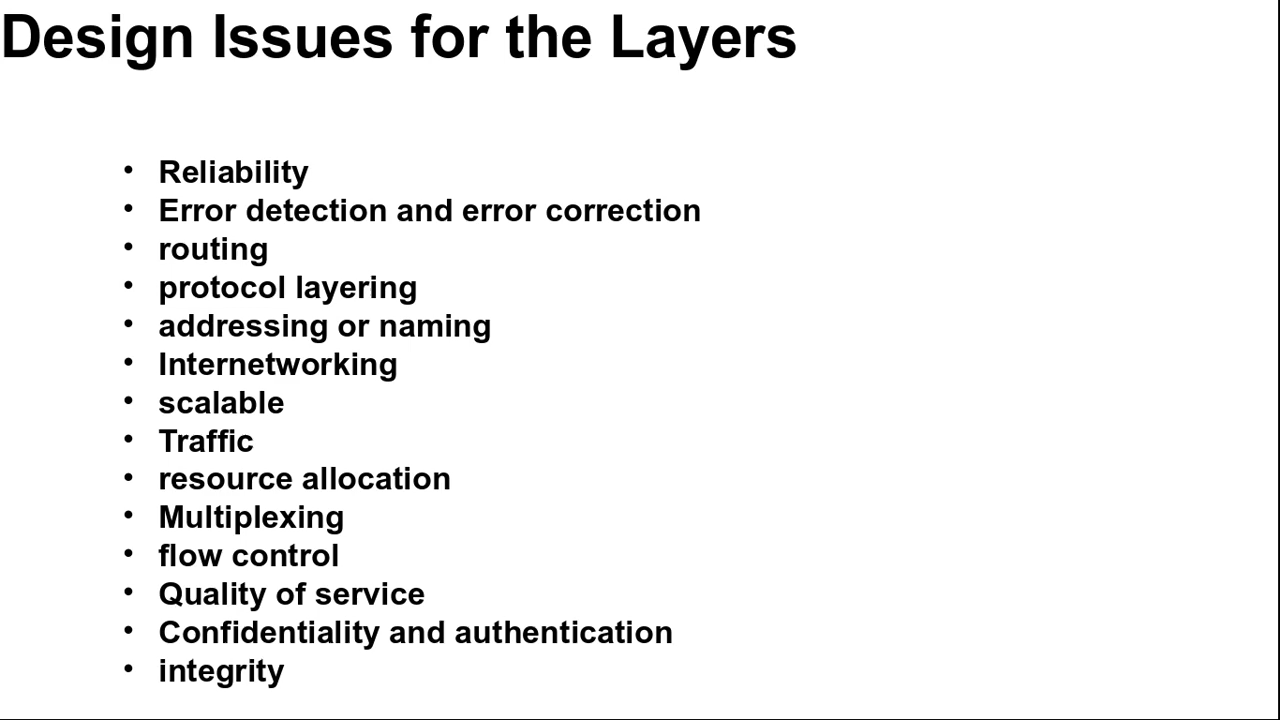 Design Issues for the Layers
• Reliability
• Error detection and error correction
• routing
• protocol layering
• addressing or naming
• Internetworking
• scalable
• Traffic
• resource allocation
• Multiplexing
• flow control
• Quality of service
• Confidentiality and authentication
• integrity